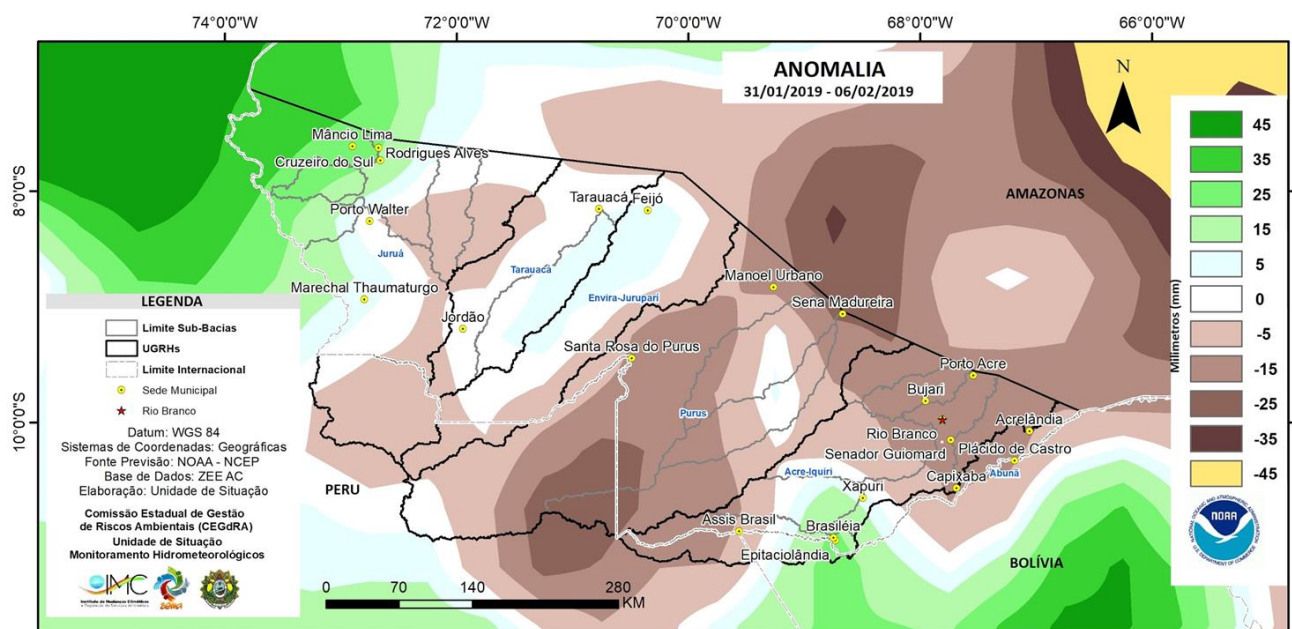 74°0'0"W 72°0'0"W 70°0'0"W 68°0'0"W 66°0'0"W
ANOMALIA
31/01/2019 - 06/02/2019
N
8°0'0"S
10°0'0"S
Mâncio Lima
Rodrigues Alves
Cruzeiro do Sul
Porto Walter
Juruá
Marechal Thaumaturgo
Tarauacá
Feijó
Tarauacá
Jordão
Envira-Jurupari
Santa Rosa do Purus
Manoel Urbano
Sena Madureira
Purus
AMAZONAS
Porto Acre
Bujari
Acrelândia
Rio Branco
Senador Guiomard
Plácido de Castro
Abunã
Acre-Iquiri
Xapuri
Capixaba
Assis Brasil
Brasiléia
Epitaciolândia
PERU
BOLÍVIA
LEGENDA
Limite Sub-Bacias
UGRHs
Limite Internacional
Sede Municipal
Rio Branco
Datum: WGS 84
Sistemas de Coordenadas: Geográficas
Fonte Previsão: NOAA - NCEP
Base de Dados: ZEE AC
Elaboração: Unidade de Situação
Comissão Estadual de Gestão
de Riscos Ambientais (CEGdRA)
Unidade de Situação
Monitoramento Hidrometeorológicos
IMC
0 70 140 280
KM
Milimetros (mm)
45
35
25
15
5
0
-5
-15
-25
-35
-45
NOAA